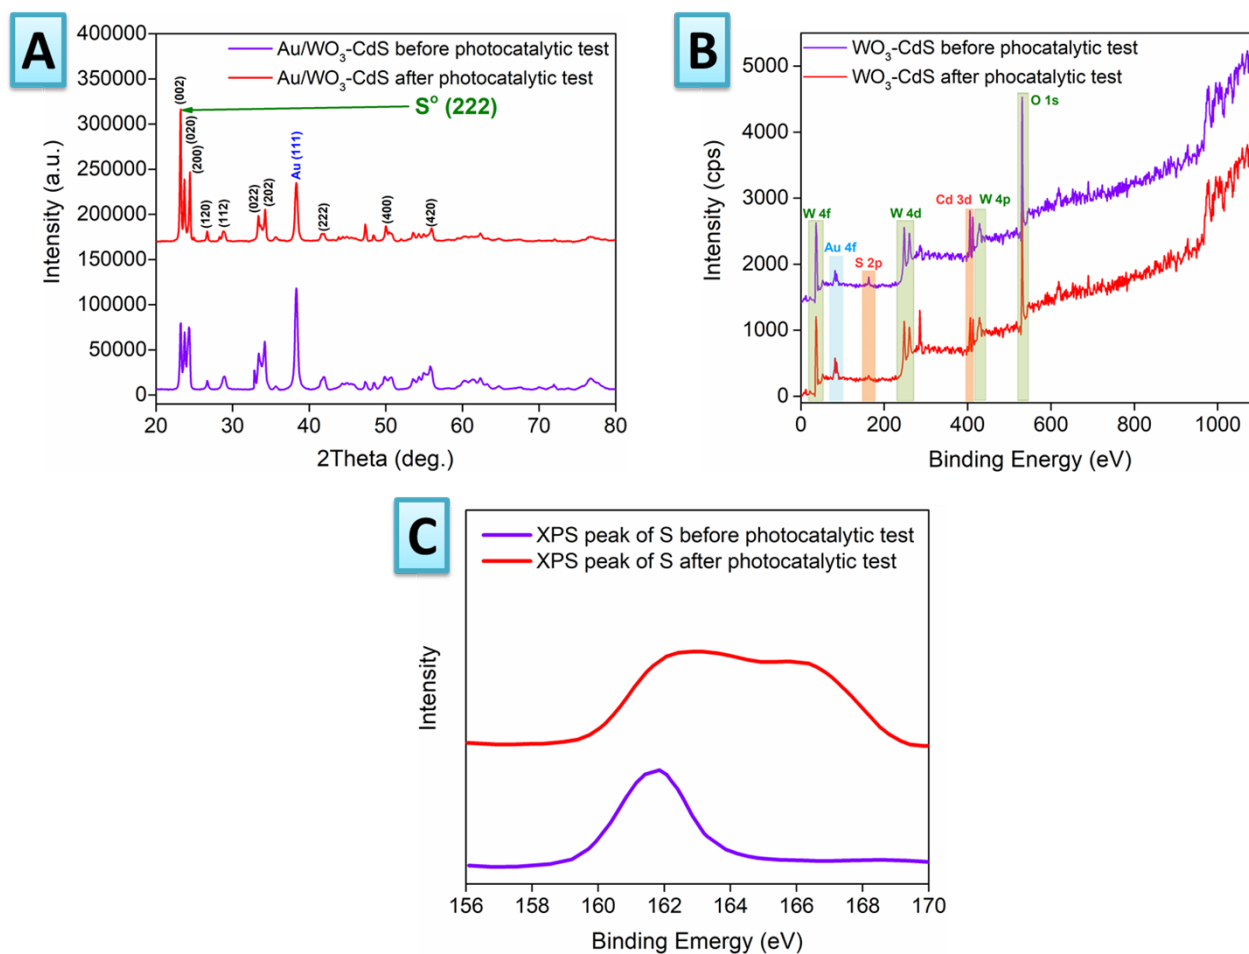 A
Au/WO₃-CdS before photocatalytic test
Au/WO₃-CdS after photocatalytic test
S° (222)
(002)
(020)
(200)
(120)
(112)
(022)
(202)
Au (111)
(222)
(400)
(420)
400000
350000
300000
250000
200000
150000
100000
50000
0
Intensity (a.u.)
20 30 40 50 60 70 80
2Theta (deg.)
B
WO₃-CdS before phocatalytic test
WO₃-CdS after phocatalytic test
O 1s
W 4f
Au 4f
S 2p
W 4d
Cd 3d
W 4p
5000
4000
3000
2000
1000
0
Intensity (cps)
0 200 400 600 800 1000
Binding Energy (eV)
C
XPS peak of S before photocatalytic test
XPS peak of S after photocatalytic test
Intensity
156 158 160 162 164 166 168 170
Binding Emergy (eV)